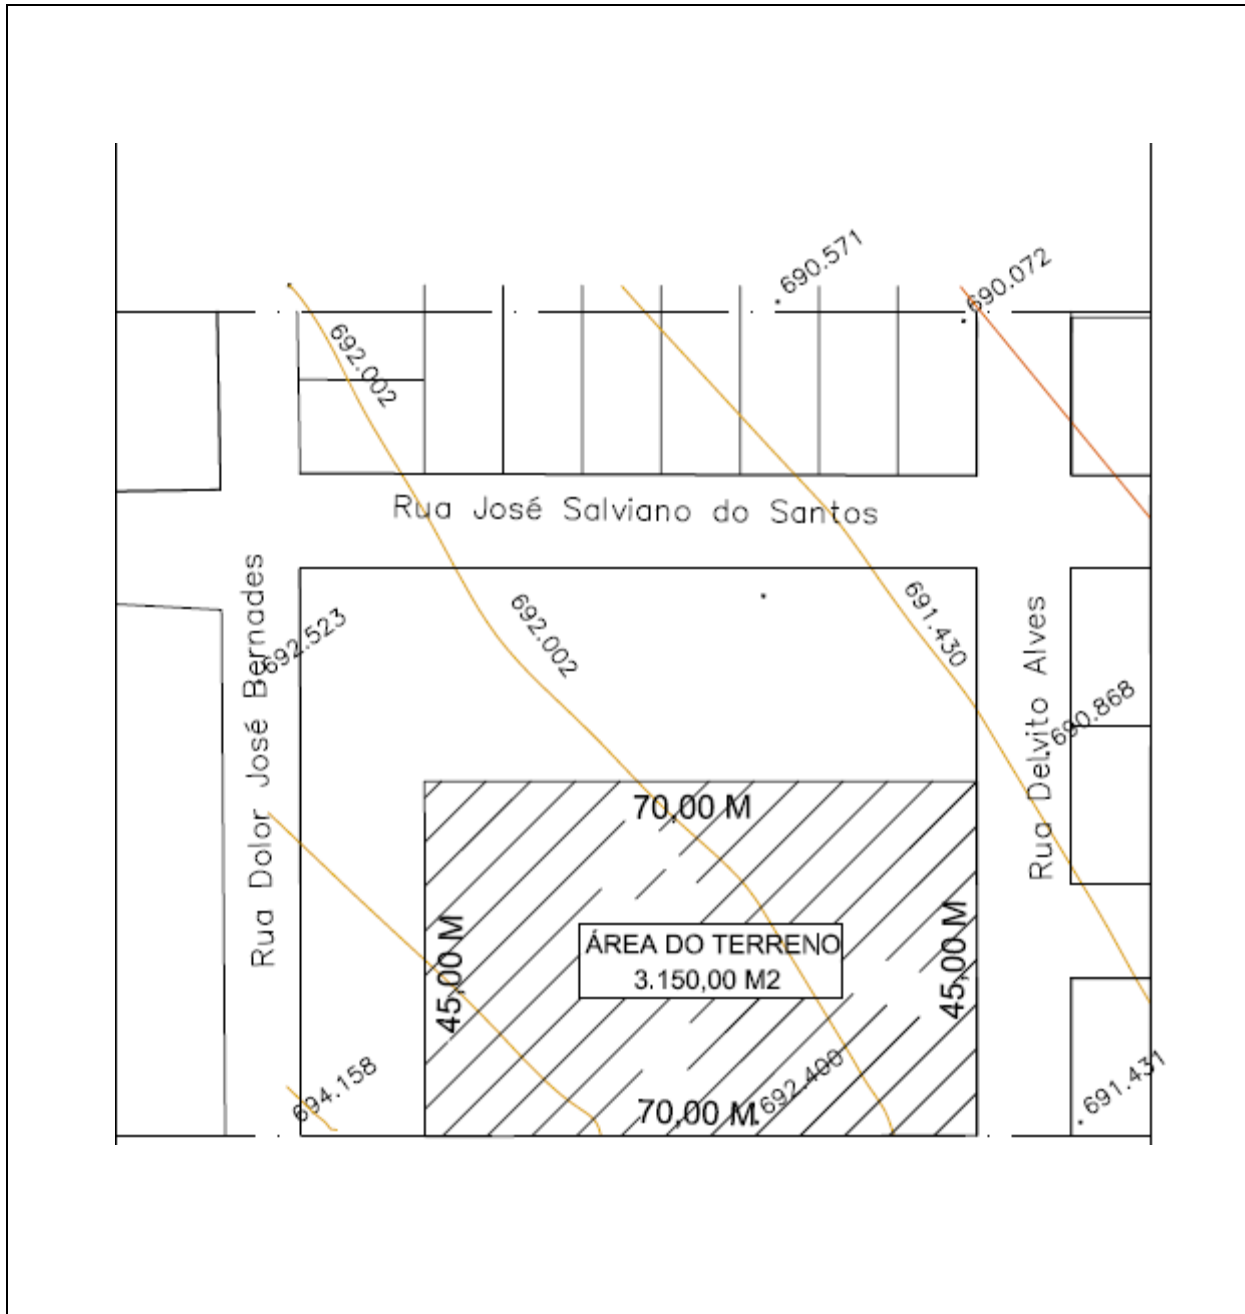 690.571
690.072
692.002
Rua José Salviano do Santos
692.002
691.430
692.523
Rua Dolor José Bernades
Rua Delvito Alves
690.868
70,00 M
45,00 M
ÁREA DO TERRENO
3.150,00 M2
45,00 M
694.158
692.400
70,00 M
691.431